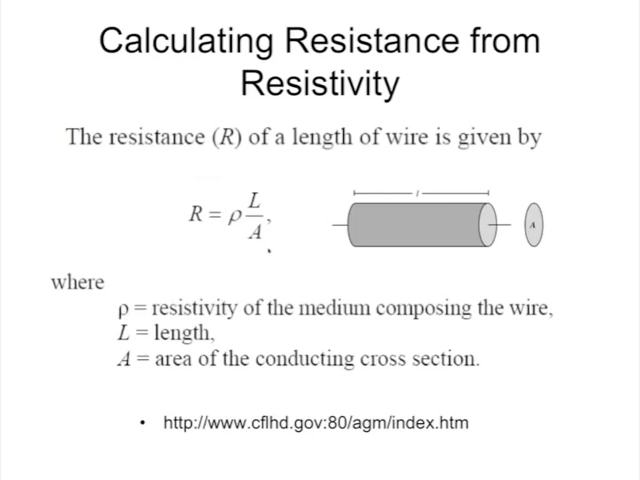 Calculating Resistance from
Resistivity
The resistance (R) of a length of wire is given by
R = ρ L/A,
l
A
where
ρ = resistivity of the medium composing the wire,
L = length,
A = area of the conducting cross section.
• http://www.cflhd.gov:80/agm/index.htm